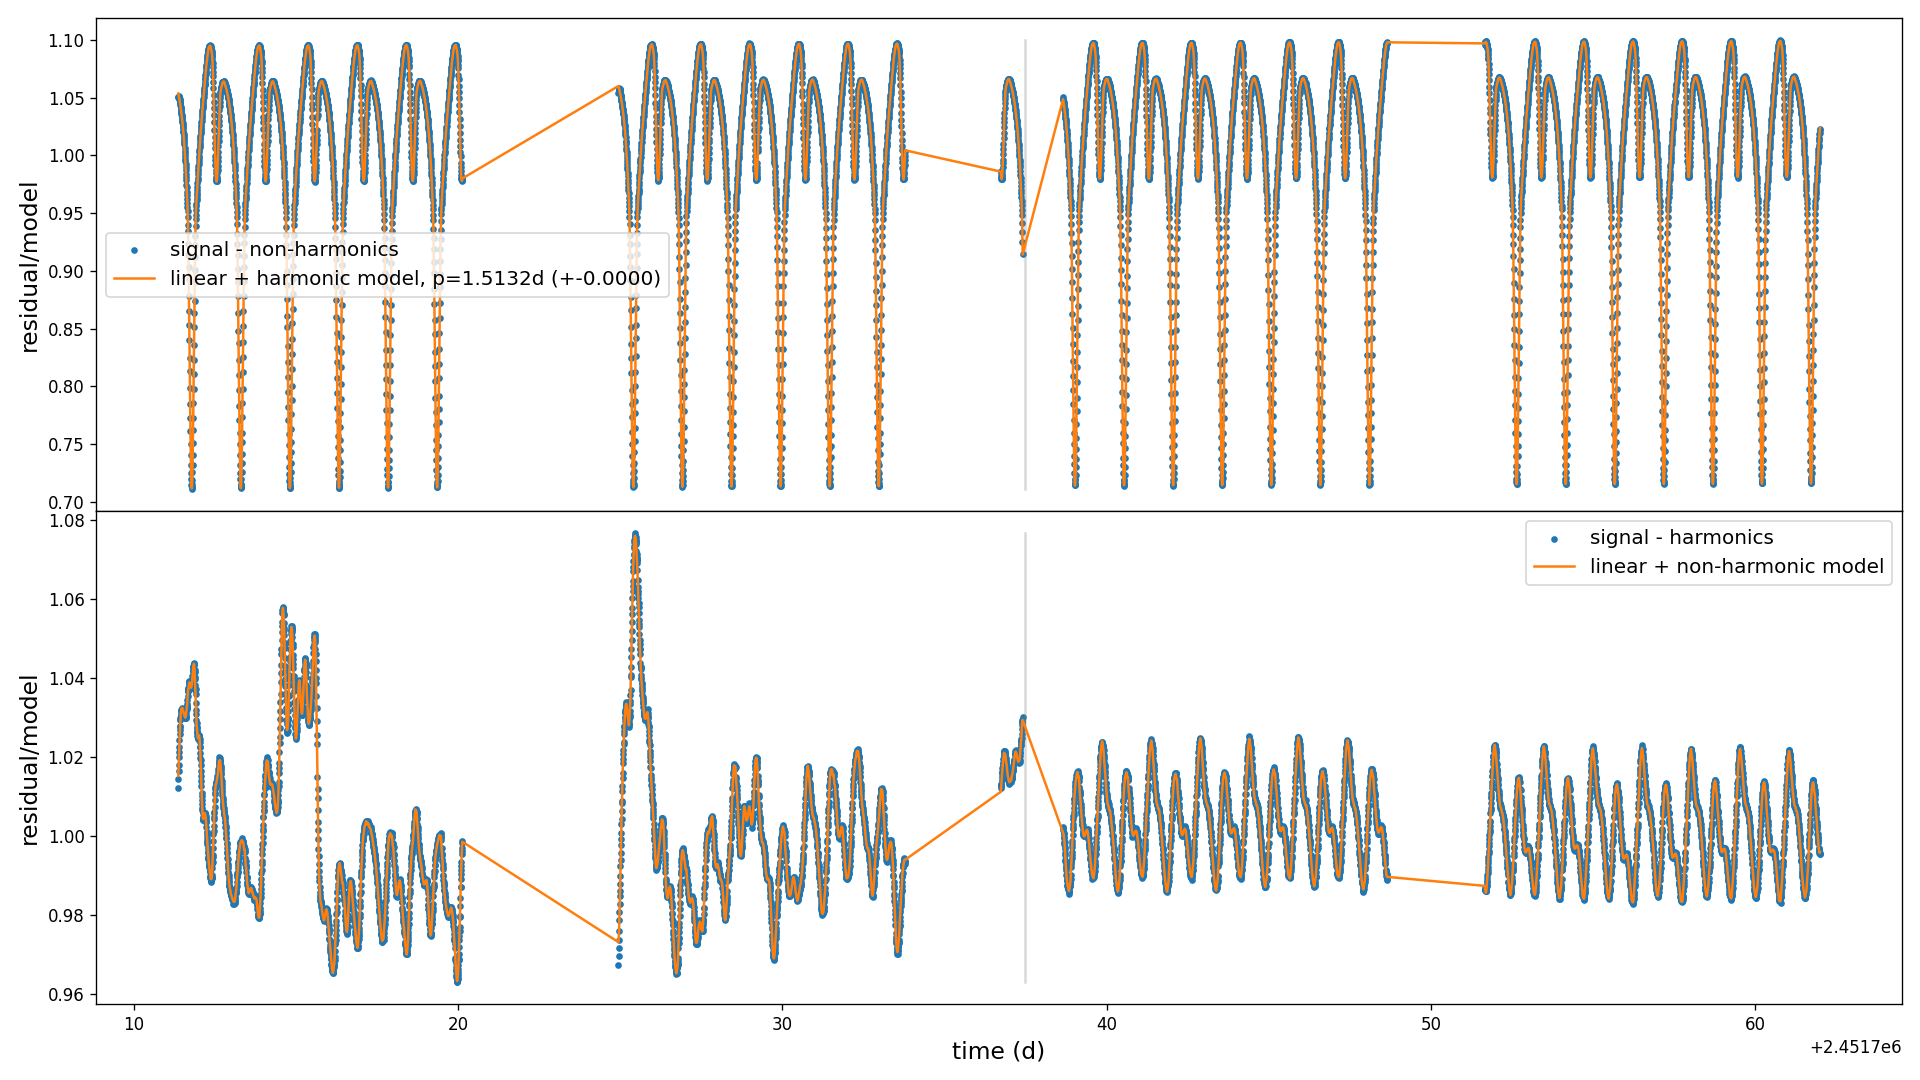 1.10
1.05
1.00
0.95
0.90
0.85
0.80
0.75
0.70
residual/model
signal - non-harmonics
linear + harmonic model, p=1.5132d (+-0.0000)
1.08
1.06
1.04
1.02
1.00
0.98
0.96
residual/model
signal - harmonics
linear + non-harmonic model
10 20 30 40 50 60
time (d)
+2.4517e6